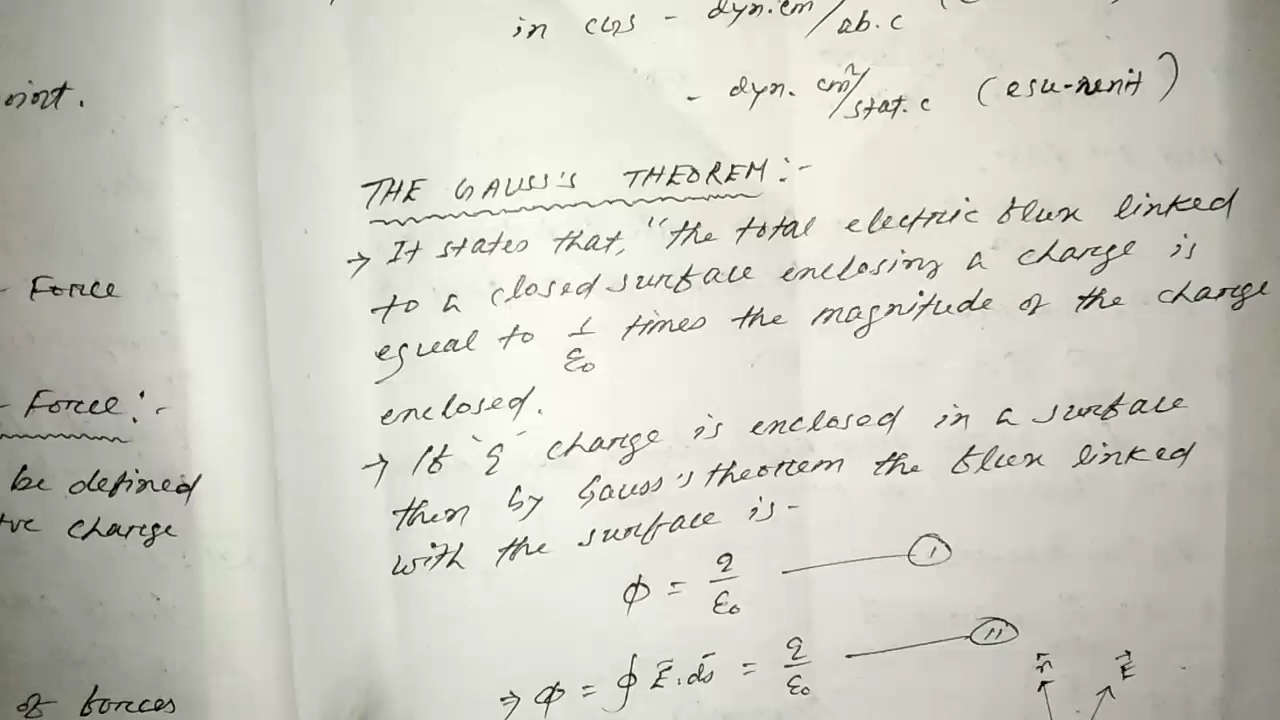 in cgs - dyn.cm/ab.c
- dyn. cm²/stat.c (esu-unit)
oint.
- Force
- Force:-
be defined
tve charge
of forces
THE GAUSS'S THEOREM:-
→ It states that, "the total electric flux linked
to a closed surface enclosing a charge is
equal to 1/ε₀ times the magnitude of the charge
enclosed.
→ If 'q' charge is enclosed in a surface
then by Gauss's theorem the flux linked
with the surface is-
ϕ = q/ε₀ —— (i)
⇒ ϕ = ∮ E⃗.ds⃗ = q/ε₀ —— (ii)
n⃗ E⃗